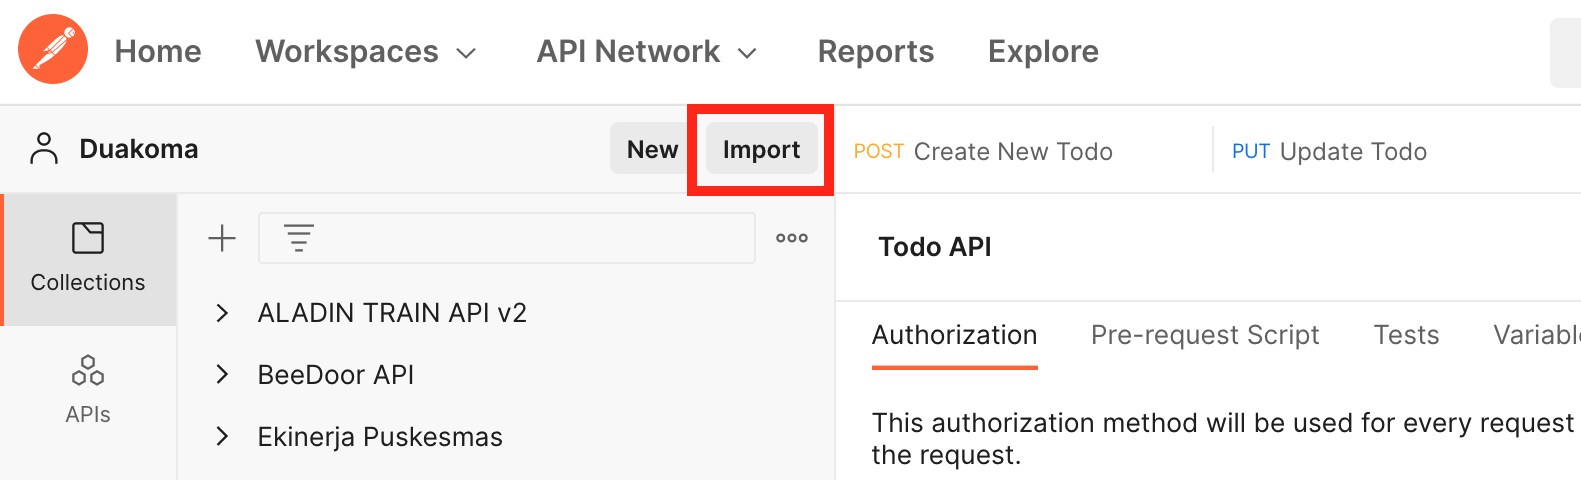 Home Workspaces API Network Reports Explore
Duakoma New Import
POST Create New Todo PUT Update Todo
Collections
APIs
ALADIN TRAIN API v2
BeeDoor API
Ekinerja Puskesmas
Todo API
Authorization Pre-request Script Tests Variabl
This authorization method will be used for every request
the request.